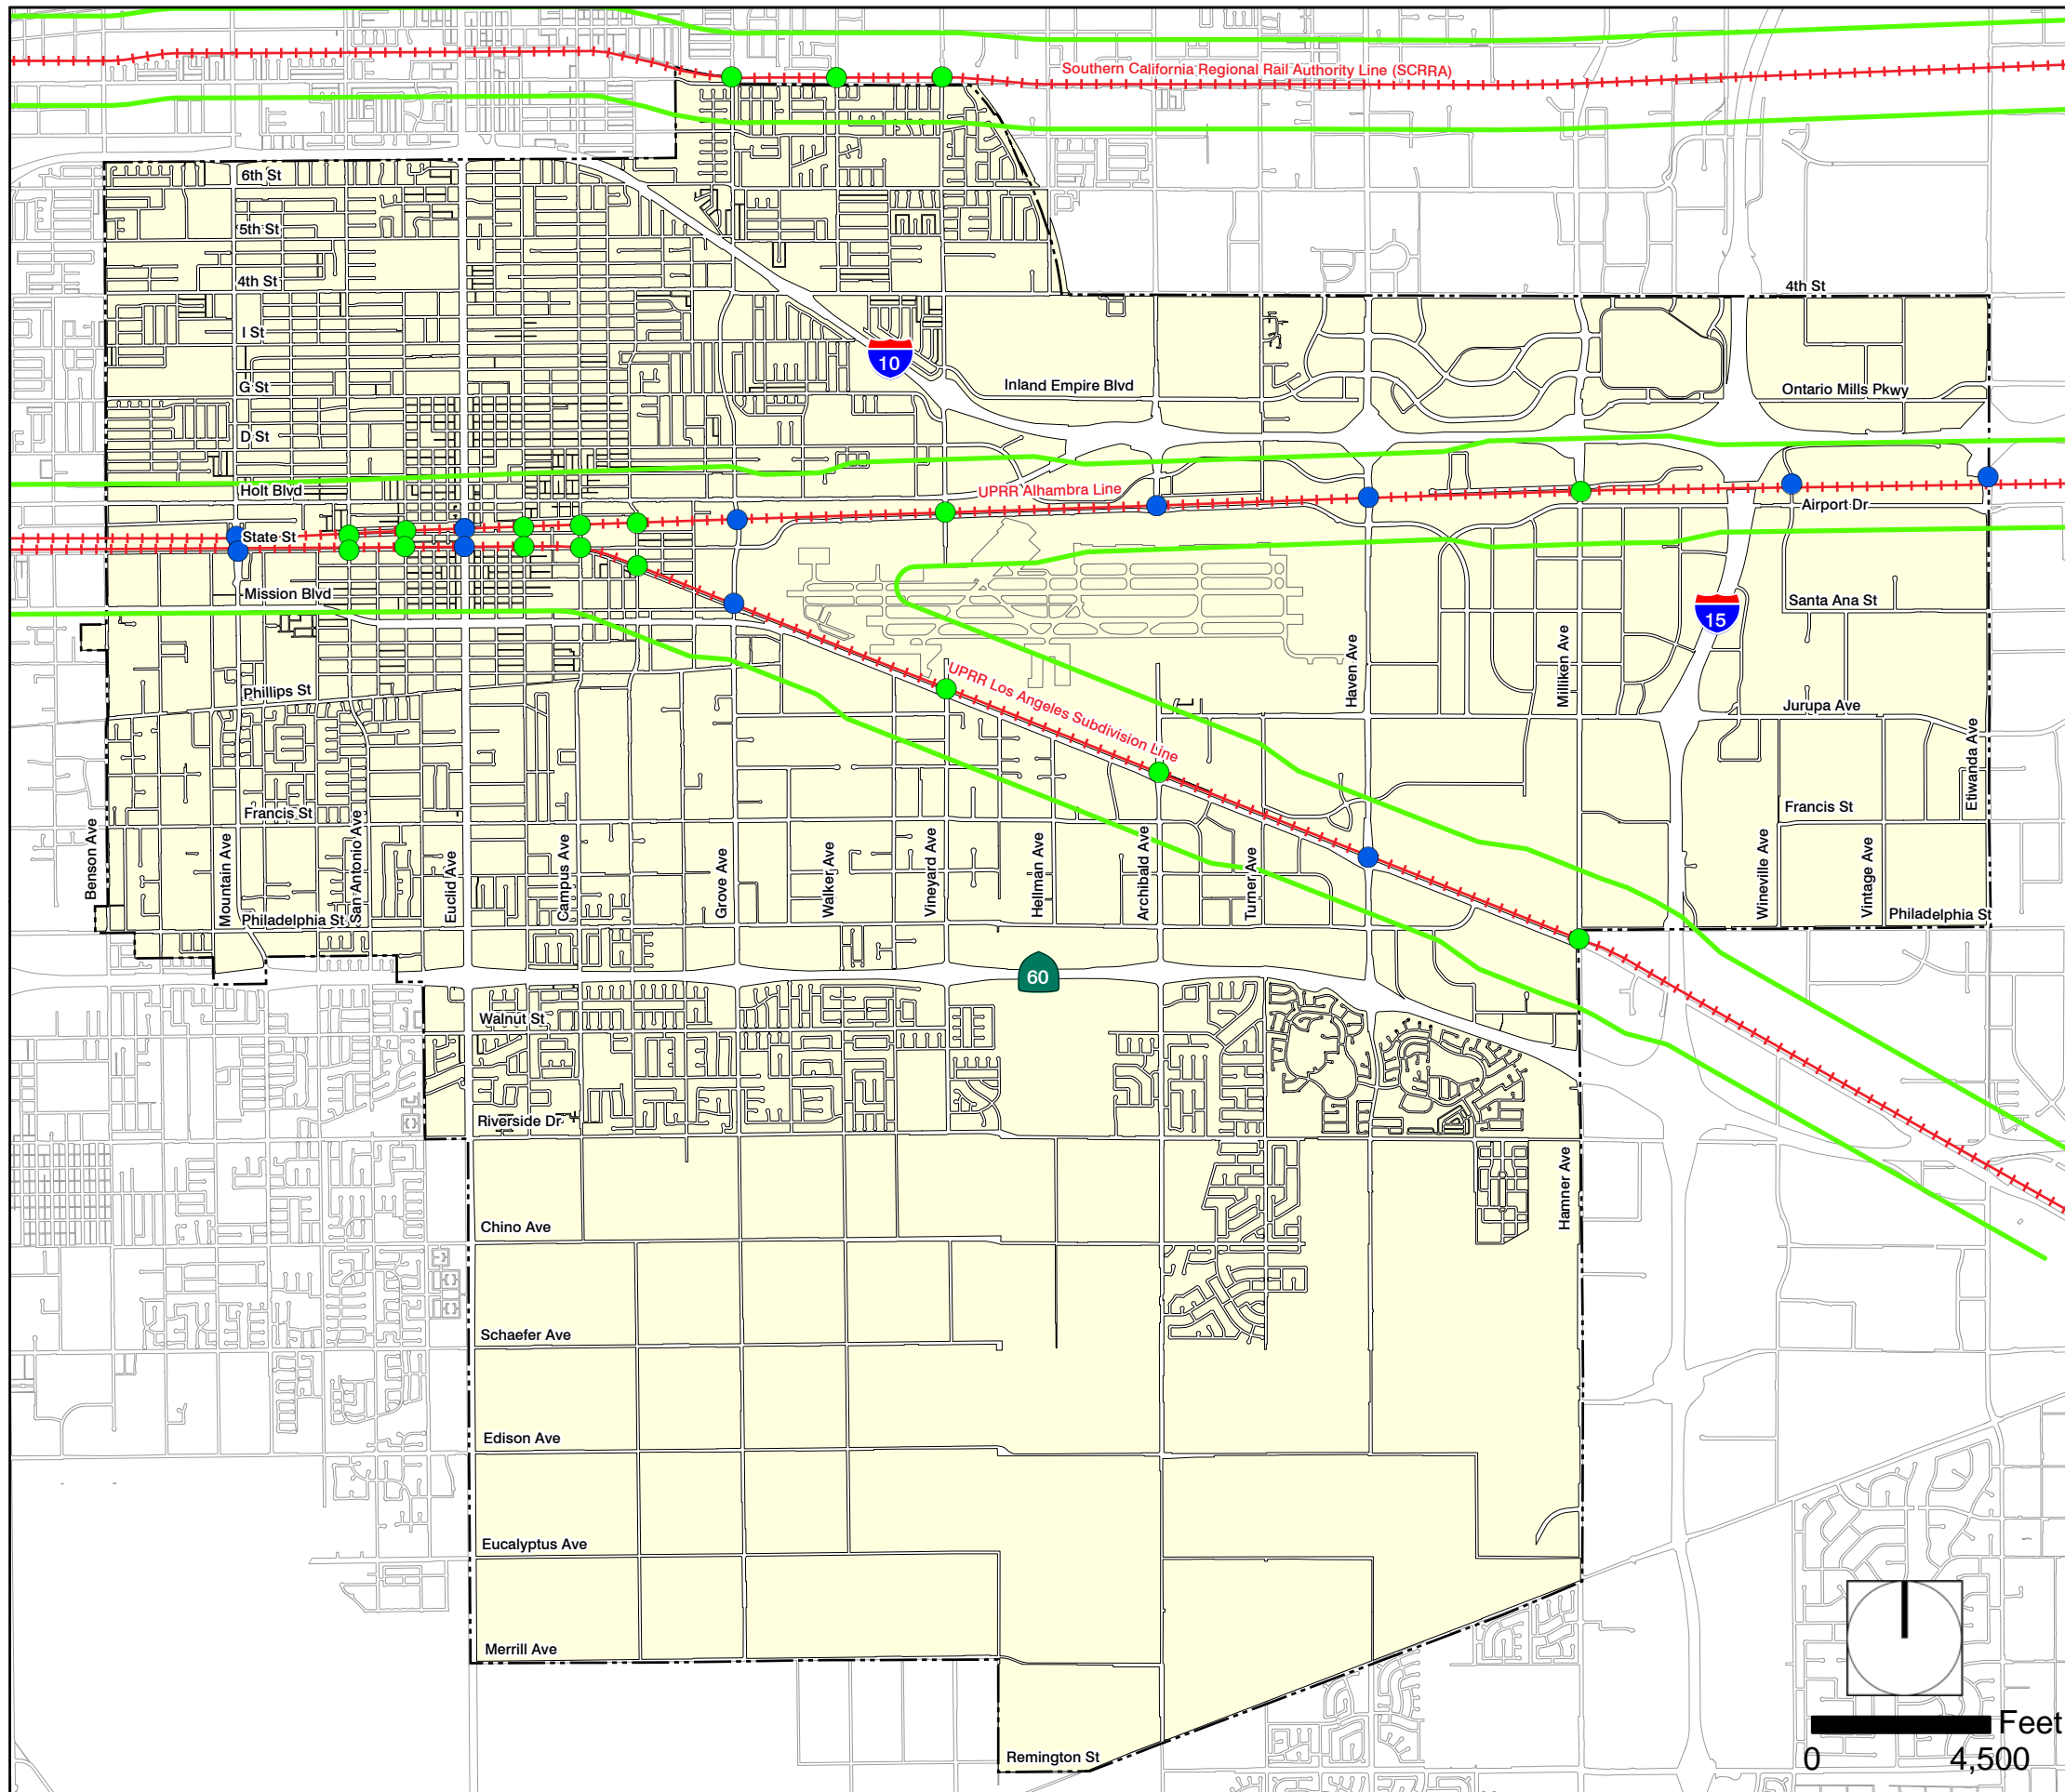 Southern California Regional Rail Authority Line (SCRRA)
6th St
5th St
4th St
4th St
I St
10
G St
Inland Empire Blvd
Ontario Mills Pkwy
D St
Holt Blvd
UPRR Alhambra Line
Airport Dr
State St
Mission Blvd
Santa Ana St
15
Haven Ave
Milliken Ave
Phillips St
UPRR Los Angeles Subdivision Line
Jurupa Ave
Etiwanda Ave
Francis St
Francis St
Benson Ave
Mountain Ave
San Antonio Ave
Euclid Ave
Campus Ave
Grove Ave
Walker Ave
Vineyard Ave
Hellman Ave
Archibald Ave
Turner Ave
Wineville Ave
Vintage Ave
Philadelphia St
Philadelphia St
60
Walnut St
Riverside Dr
Hamner Ave
Chino Ave
Schaefer Ave
Edison Ave
Eucalyptus Ave
Merrill Ave
Remington St
Feet
0 4,500